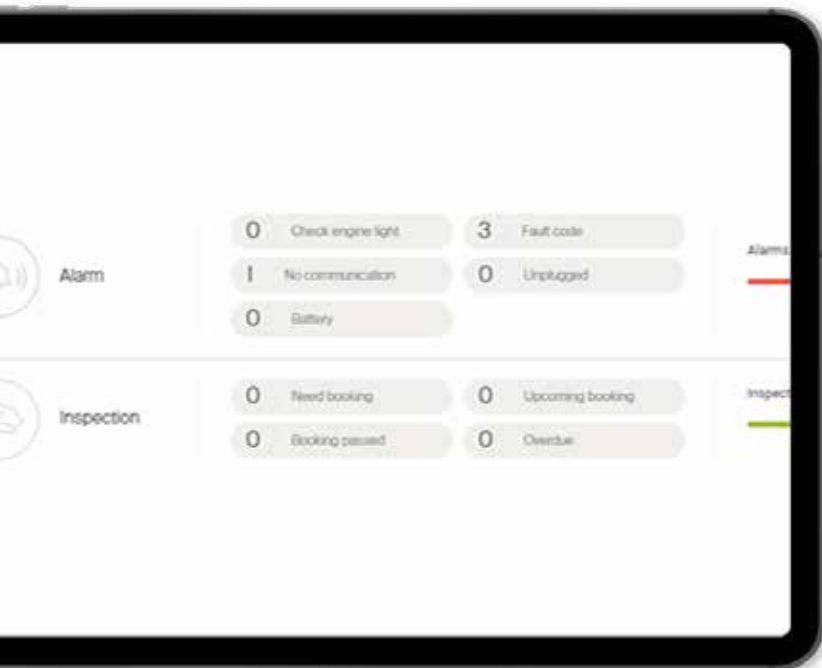 0 Check engine light 3 Fault code
Alarms
Alarm 1 No communication 0 Unplugged
0 Battery
0 Need booking 0 Upcoming booking
Inspect
Inspection
0 Booking passed 0 Overdue